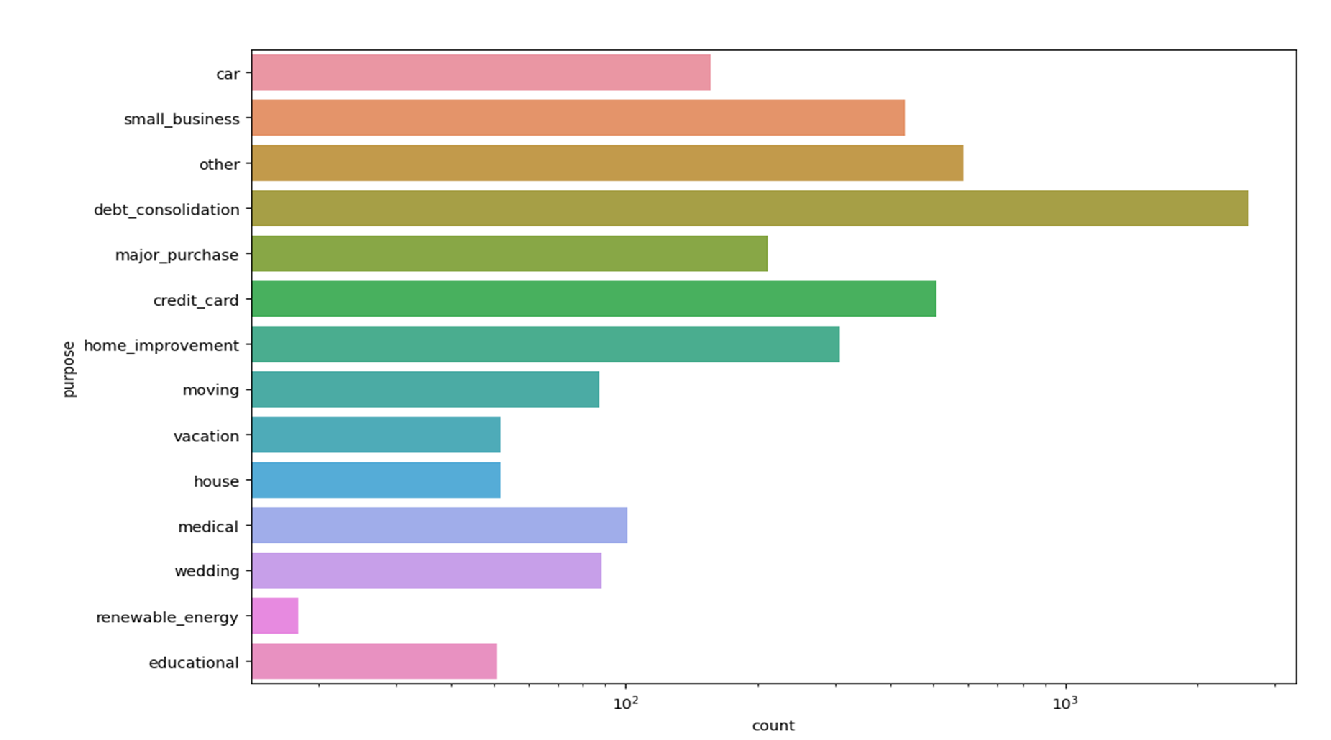 car
small_business
other
debt_consolidation
major_purchase
credit_card
home_improvement
moving
vacation
house
medical
wedding
renewable_energy
educational
purpose
10² 10³
count